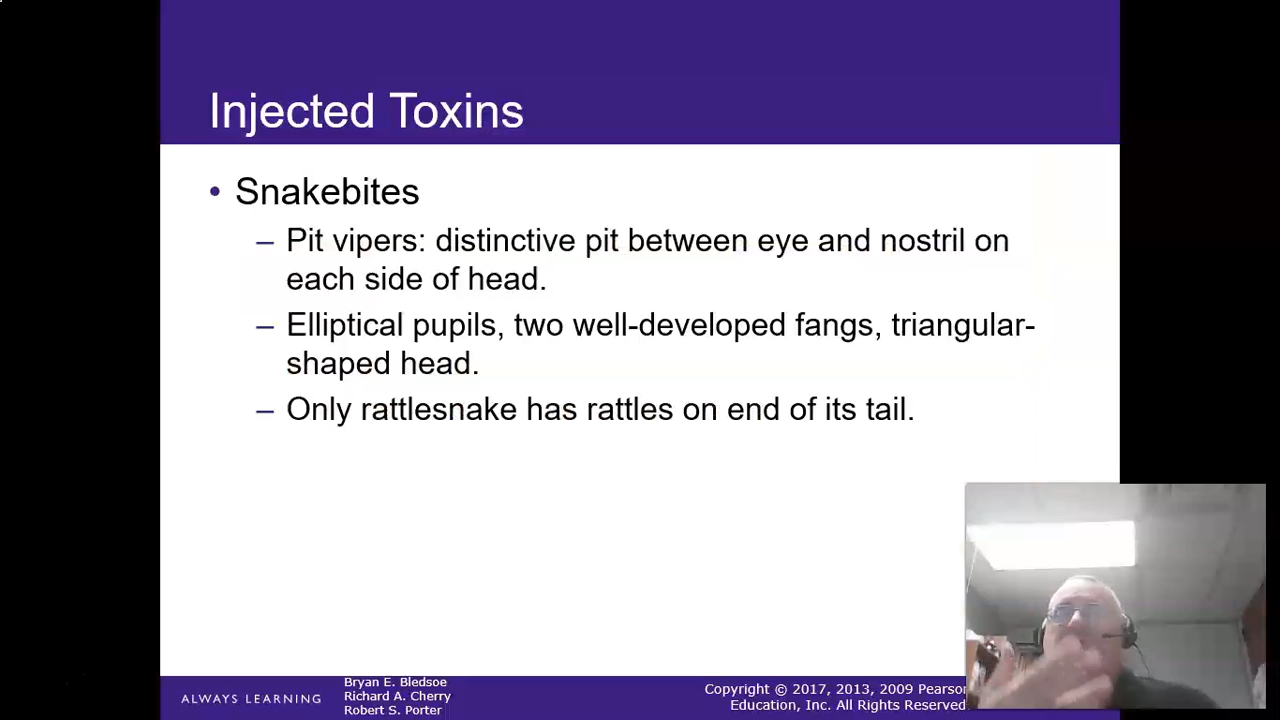 Injected Toxins
• Snakebites
– Pit vipers: distinctive pit between eye and nostril on
each side of head.
– Elliptical pupils, two well-developed fangs, triangular-
shaped head.
– Only rattlesnake has rattles on end of its tail.
ALWAYS LEARNING
Bryan E. Bledsoe
Richard A. Cherry
Robert S. Porter
Copyright © 2017, 2013, 2009 Pearson
Education, Inc. All Rights Reserved